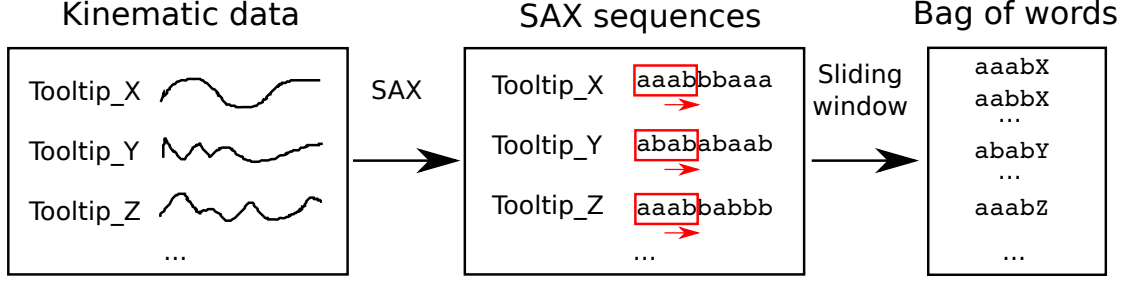 Kinematic data
Tooltip_X
Tooltip_Y
Tooltip_Z
...
SAX
SAX sequences
Tooltip_X aaabbbaaa
Tooltip_Y abababaab
Tooltip_Z aaabbabbb
...
Sliding
window
Bag of words
aaabX
aabbX
...
ababY
...
aaabZ